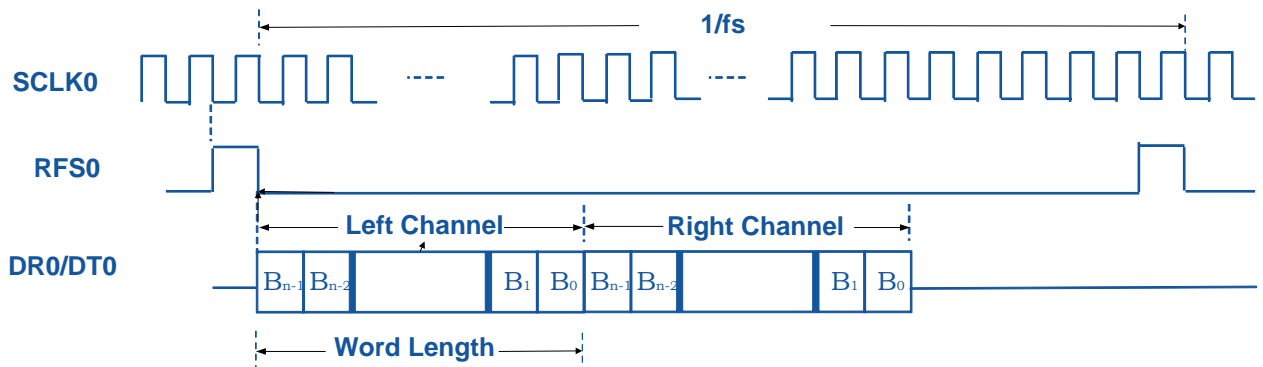 1/fs
SCLK0
RFS0
Left Channel Right Channel
DR0/DT0
Bn-1 Bn-2 B1 B0 Bn-1 Bn-2 B1 B0
Word Length